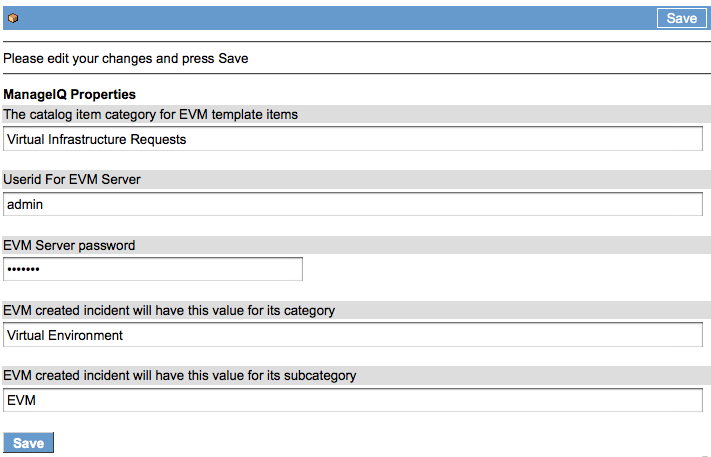 Save
Please edit your changes and press Save
ManageIQ Properties
The catalog item category for EVM template items
Virtual Infrastructure Requests
Userid For EVM Server
admin
EVM Server password
•••••••
EVM created incident will have this value for its category
Virtual Environment
EVM created incident will have this value for its subcategory
EVM
Save